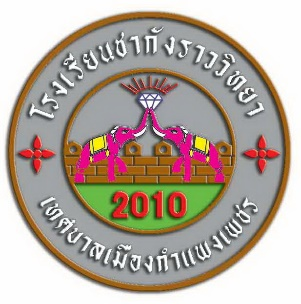 โรงเรียนชากังราววิทยา
2010
เทศบาลเมืองกำแพงเพชร